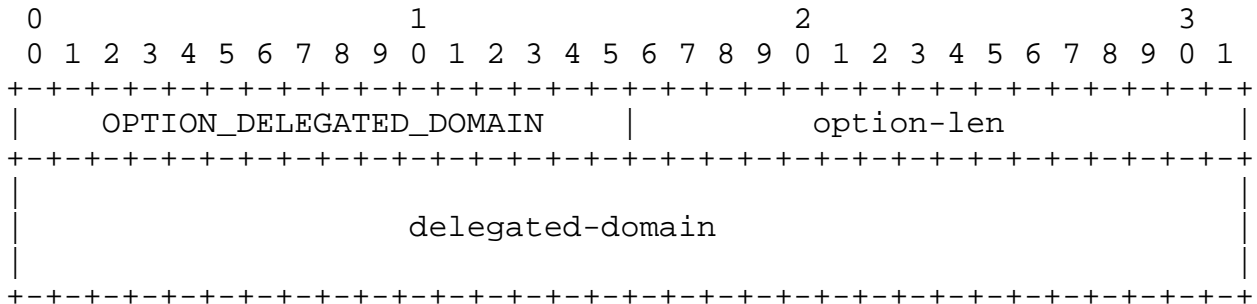 0                   1                   2                   3
 0 1 2 3 4 5 6 7 8 9 0 1 2 3 4 5 6 7 8 9 0 1 2 3 4 5 6 7 8 9 0 1
+-+-+-+-+-+-+-+-+-+-+-+-+-+-+-+-+-+-+-+-+-+-+-+-+-+-+-+-+-+-+-+-+
|    OPTION_DELEGATED_DOMAIN    |         option-len            |
+-+-+-+-+-+-+-+-+-+-+-+-+-+-+-+-+-+-+-+-+-+-+-+-+-+-+-+-+-+-+-+-+
|                                                               |
|                    delegated-domain                           |
|                                                               |
+-+-+-+-+-+-+-+-+-+-+-+-+-+-+-+-+-+-+-+-+-+-+-+-+-+-+-+-+-+-+-+-+